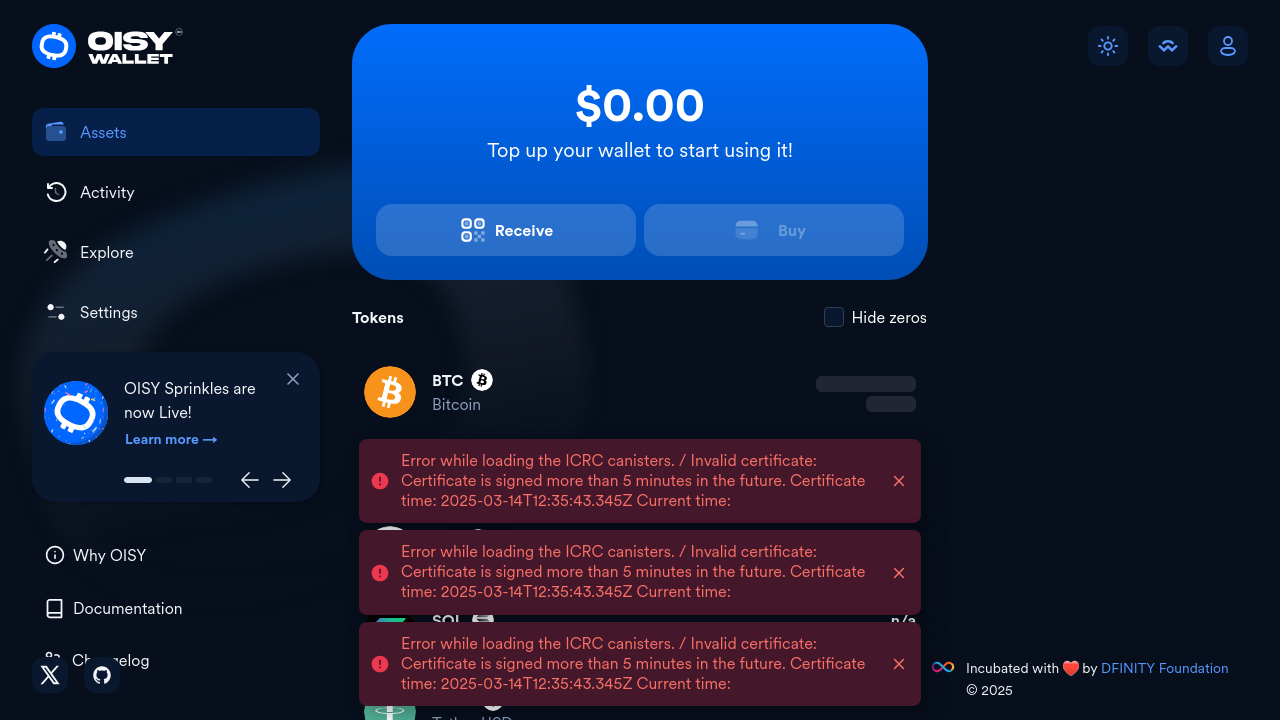 OISY
WALLET
Assets
Activity
Explore
Settings
OISY Sprinkles are
now Live!
Learn more →
Why OISY
Documentation
Changelog
$0.00
Top up your wallet to start using it!
Receive
Buy
Tokens
Hide zeros
BTC
Bitcoin
Error while loading the ICRC canisters. / Invalid certificate:
Certificate is signed more than 5 minutes in the future. Certificate
time: 2025-03-14T12:35:43.345Z Current time:
Error while loading the ICRC canisters. / Invalid certificate:
Certificate is signed more than 5 minutes in the future. Certificate
time: 2025-03-14T12:35:43.345Z Current time:
SOL
n/a
Error while loading the ICRC canisters. / Invalid certificate:
Certificate is signed more than 5 minutes in the future. Certificate
time: 2025-03-14T12:35:43.345Z Current time:
Tether USD
Incubated with ❤️ by DFINITY Foundation
© 2025